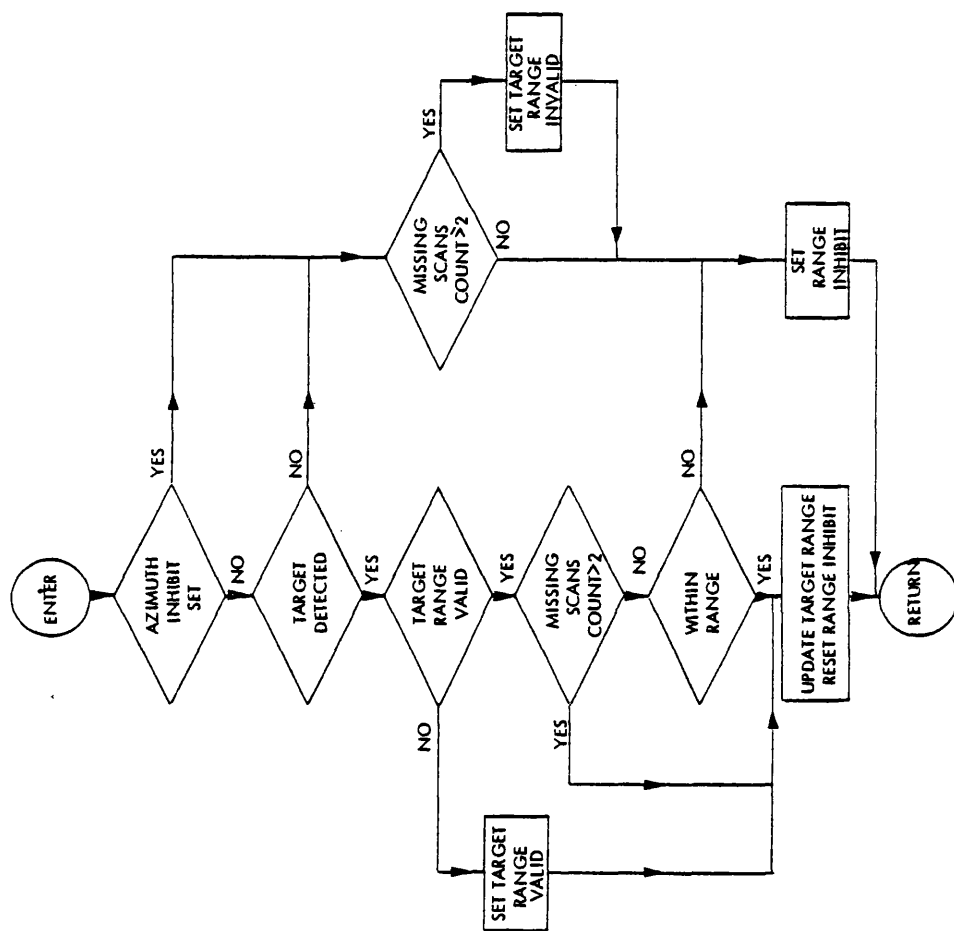 ENTER
AZIMUTH
INHIBIT
SET
YES
NO
TARGET
DETECTED
NO
YES
TARGET
RANGE
VALID
NO
YES
SET TARGET
RANGE
VALID
MISSING
SCANS
COUNT>2
YES
NO
WITHIN
RANGE
NO
YES
UPDATE TARGET RANGE
RESET RANGE INHIBIT
RETURN
MISSING
SCANS
COUNT≥2
YES
NO
SET TARGET
RANGE
INVALID
SET
RANGE
INHIBIT